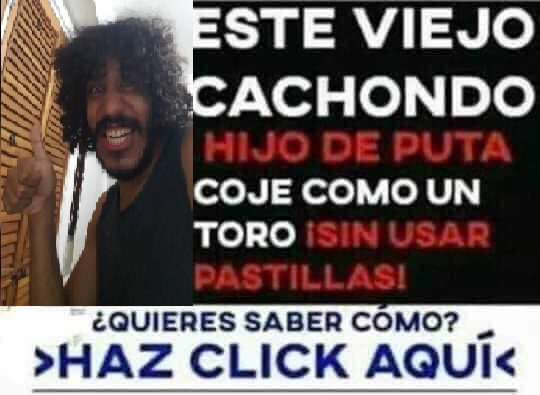 ESTE VIEJO
CACHONDO
HIJO DE PUTA
COJE COMO UN
TORO ¡SIN USAR
PASTILLAS!
¿QUIERES SABER CÓMO?
>HAZ CLICK AQUÍ<